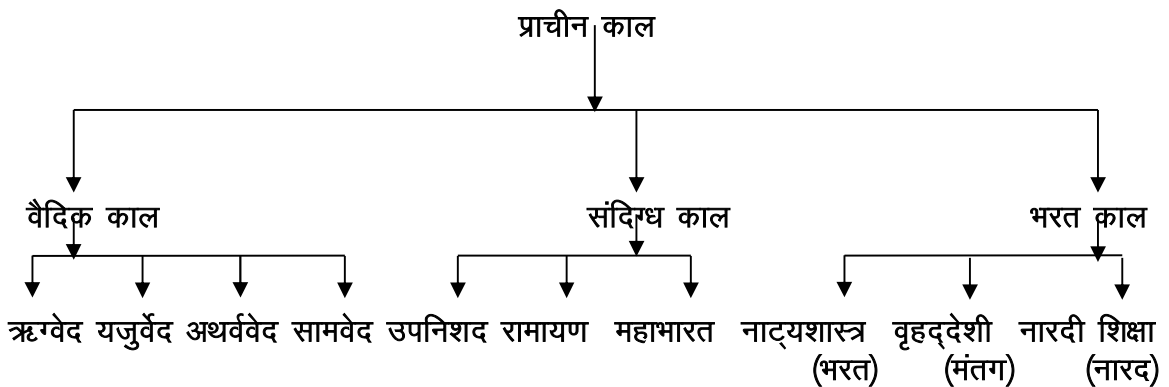 प्राचीन काल
वैदिक काल संदिग्ध काल भरत काल
ऋग्वेद यजुर्वेद अथर्ववेद सामवेद उपनिशद रामायण महाभारत नाट्यशास्त्र वृहद्देशी नारदी शिक्षा
(भरत) (मंतग) (नारद)